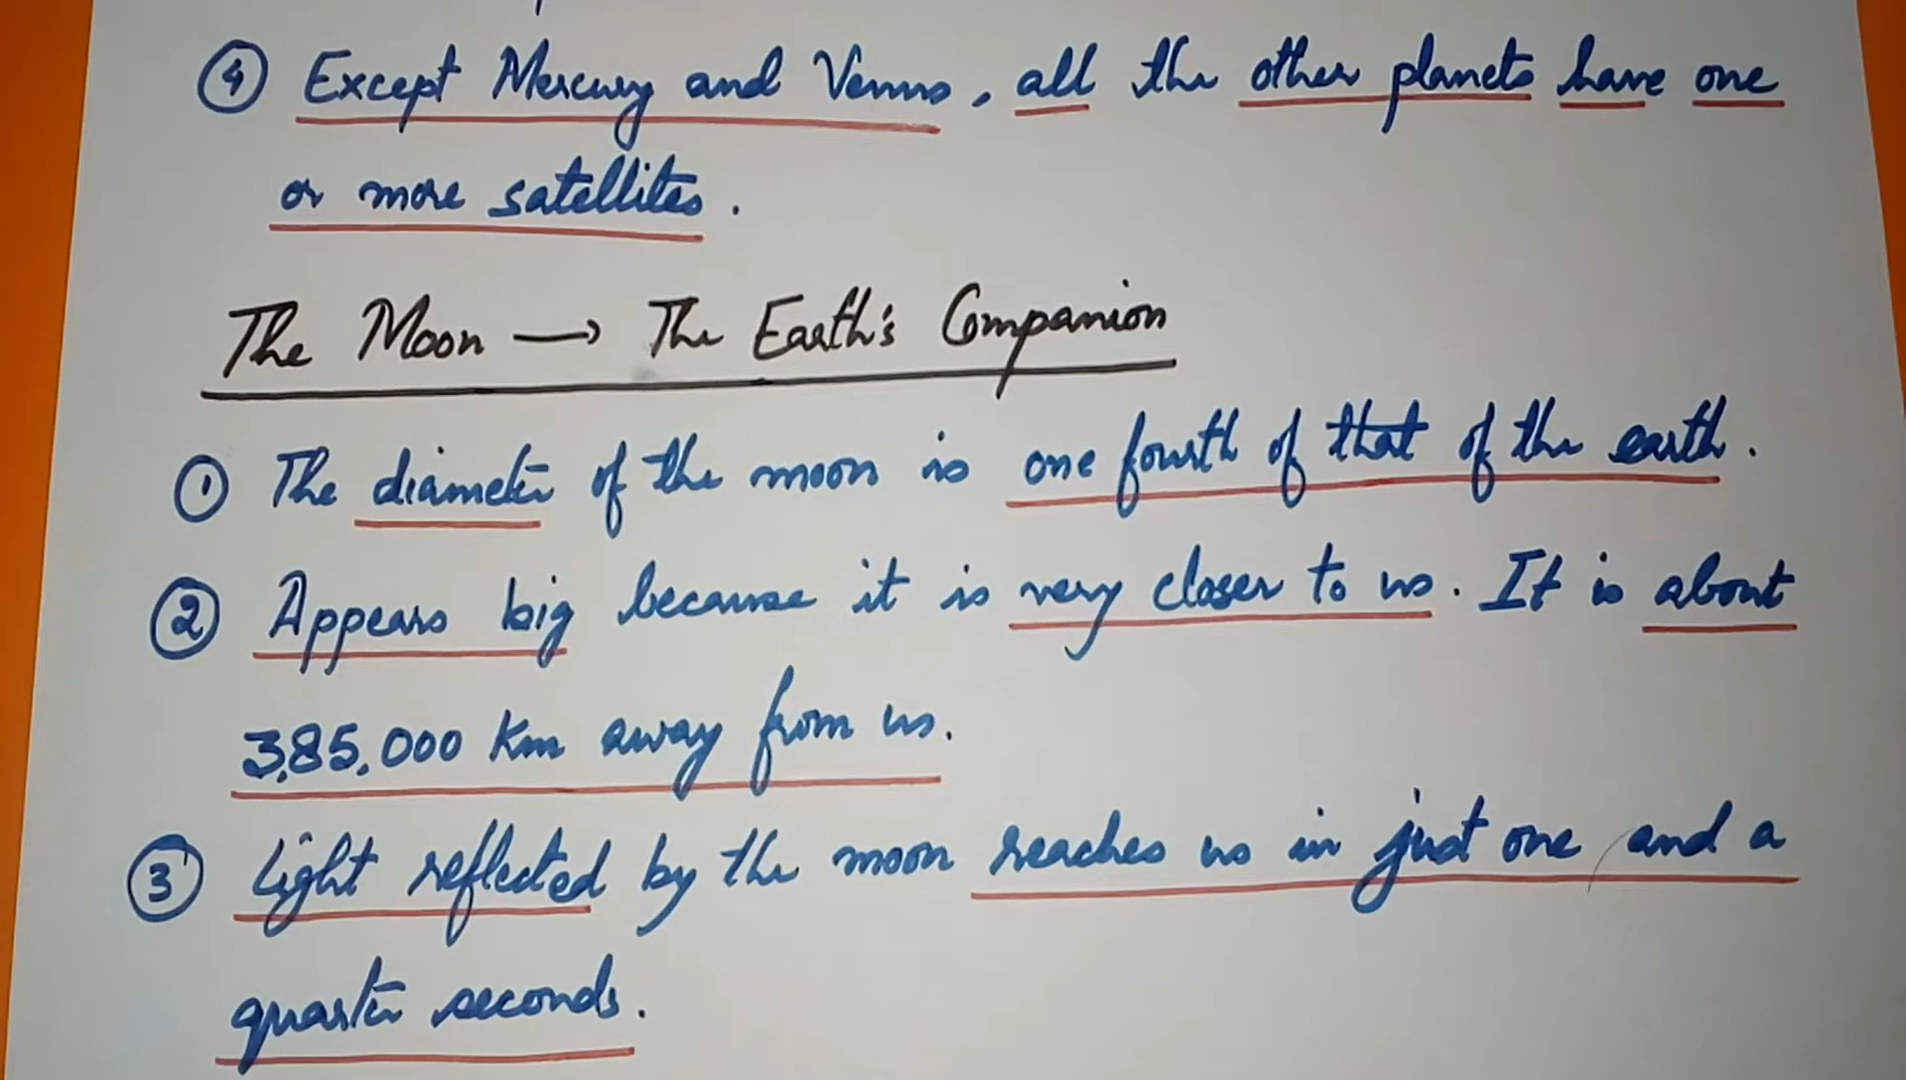 ④ Except Mercury and Venus, all the other planets have one
or more satellites.
The Moon → The Earth's Companion
① The diameter of the moon is one fourth of that of the earth.
② Appears big because it is very closer to us. It is about
3,85,000 Km away from us.
③ Light reflected by the moon reaches us in just one and a
quarter seconds.